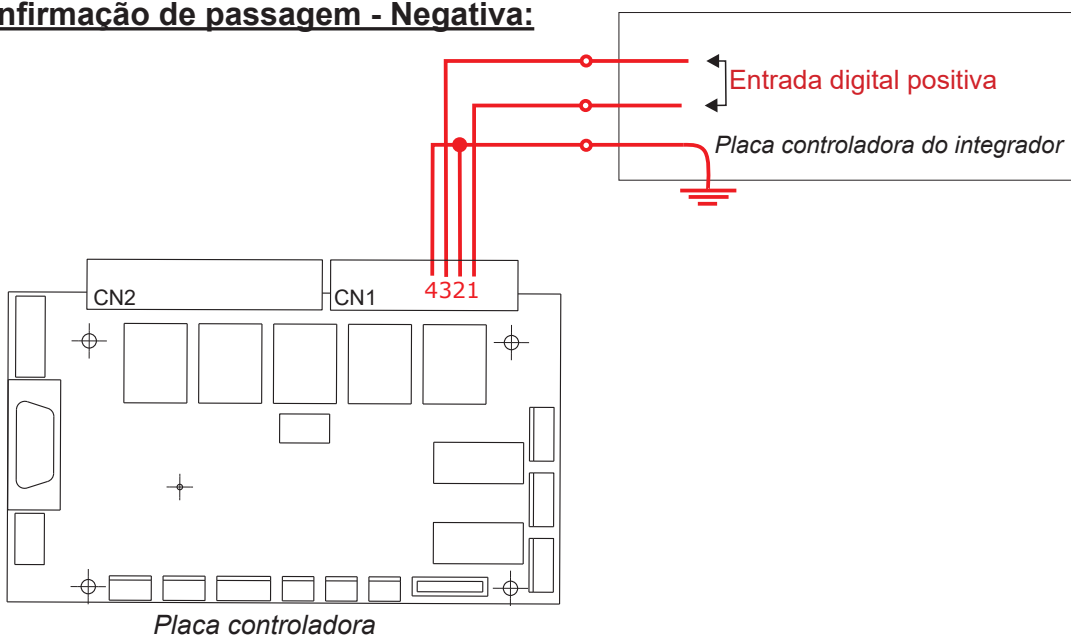 nfirmação de passagem - Negativa:
Entrada digital positiva
Placa controladora do integrador
CN2
CN1
4321
Placa controladora